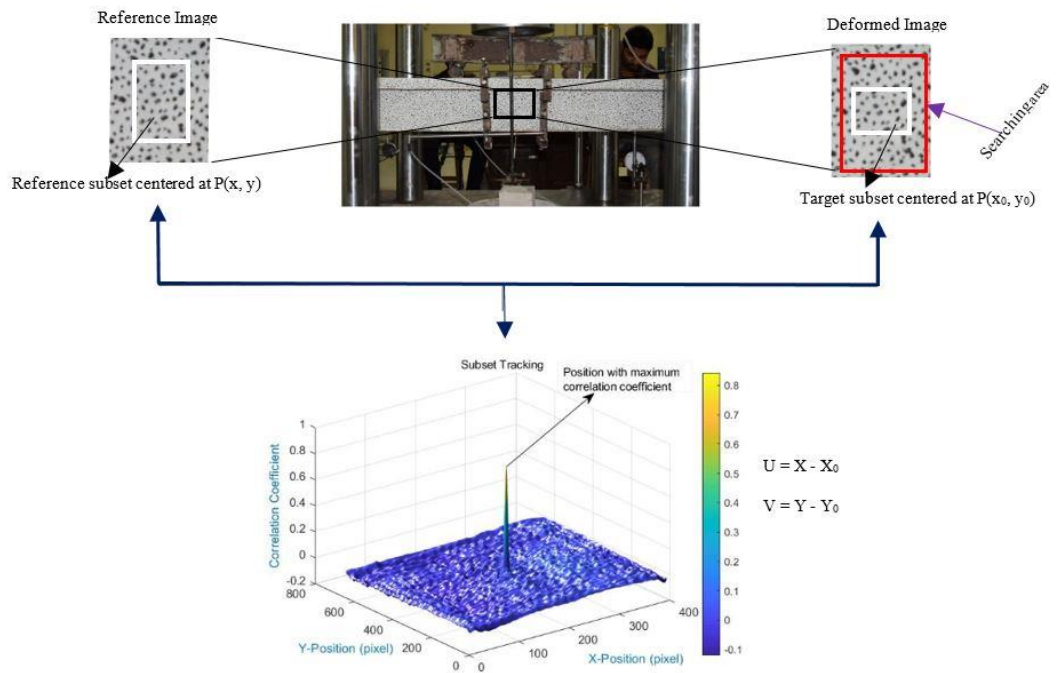 Reference Image
Deformed Image
Searching area
Reference subset centered at P(x, y)
Target subset centered at P(x₀, y₀)
Subset Tracking
Position with maximum
correlation coefficient
Correlation Coefficient
1
0.8
0.6
0.4
0.2
0
-0.2
800
600
400
200
0
Y-Position (pixel)
0
100
200
300
400
X-Position (pixel)
0.8
0.7
0.6
0.5
0.4
0.3
0.2
0.1
0
-0.1
U = X - X₀
V = Y - Y₀